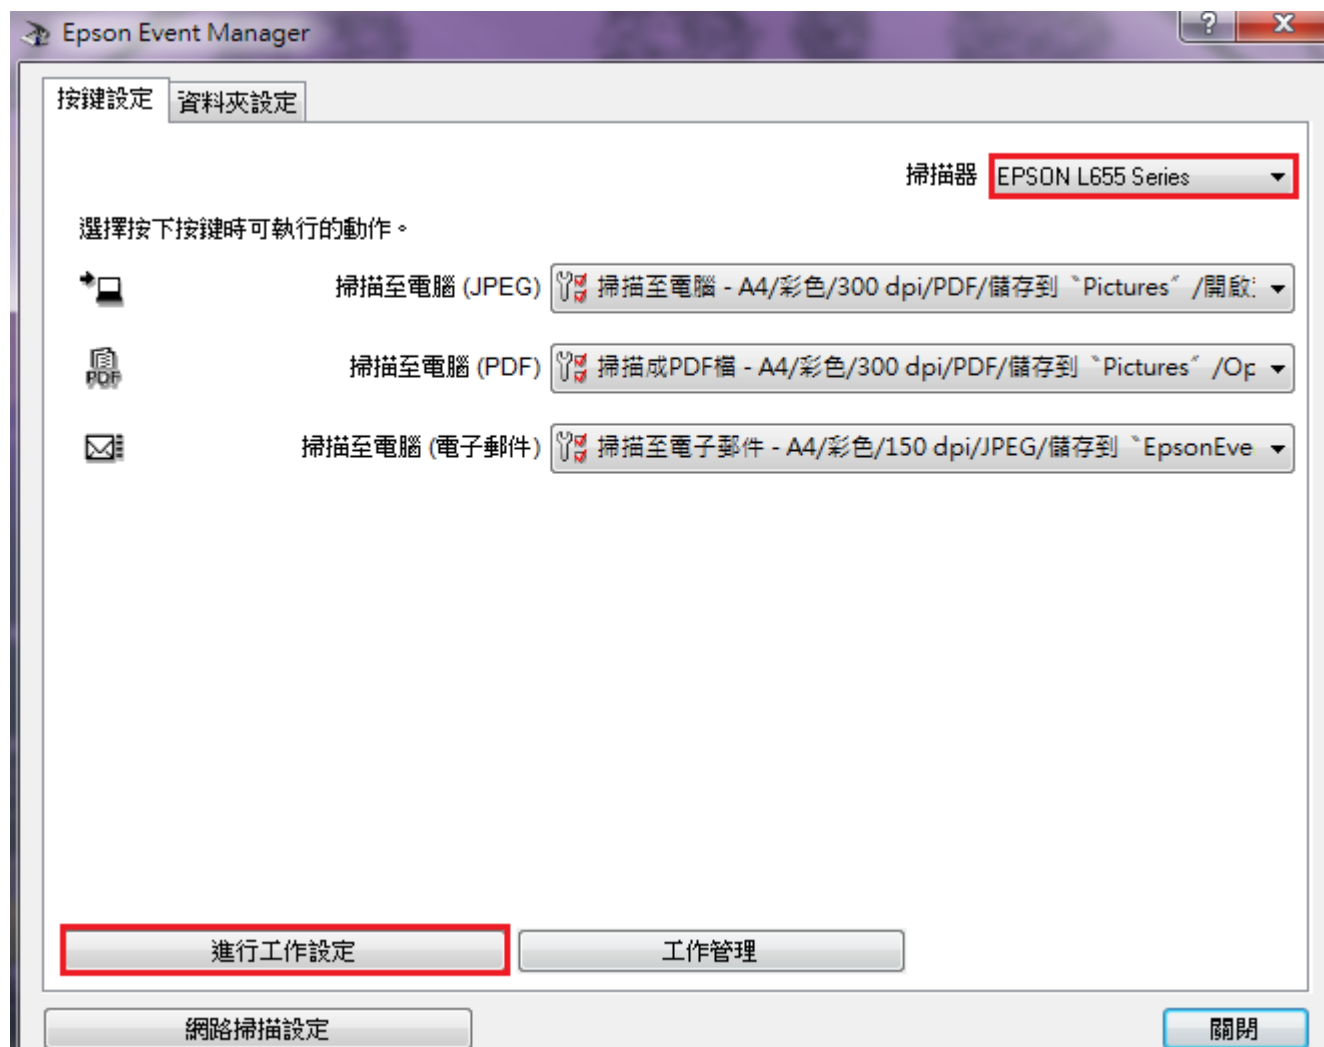 Epson Event Manager
按鍵設定 資料夾設定
掃描器 EPSON L655 Series
選擇按下按鍵時可執行的動作。
掃描至電腦 (JPEG) 掃描至電腦 - A4/彩色/300 dpi/PDF/儲存到〝Pictures〞/開啟
PDF 掃描至電腦 (PDF) 掃描成PDF檔 - A4/彩色/300 dpi/PDF/儲存到〝Pictures〞/Op
掃描至電腦 (電子郵件) 掃描至電子郵件 - A4/彩色/150 dpi/JPEG/儲存到〝EpsonEve
進行工作設定 工作管理
網路掃描設定 關閉